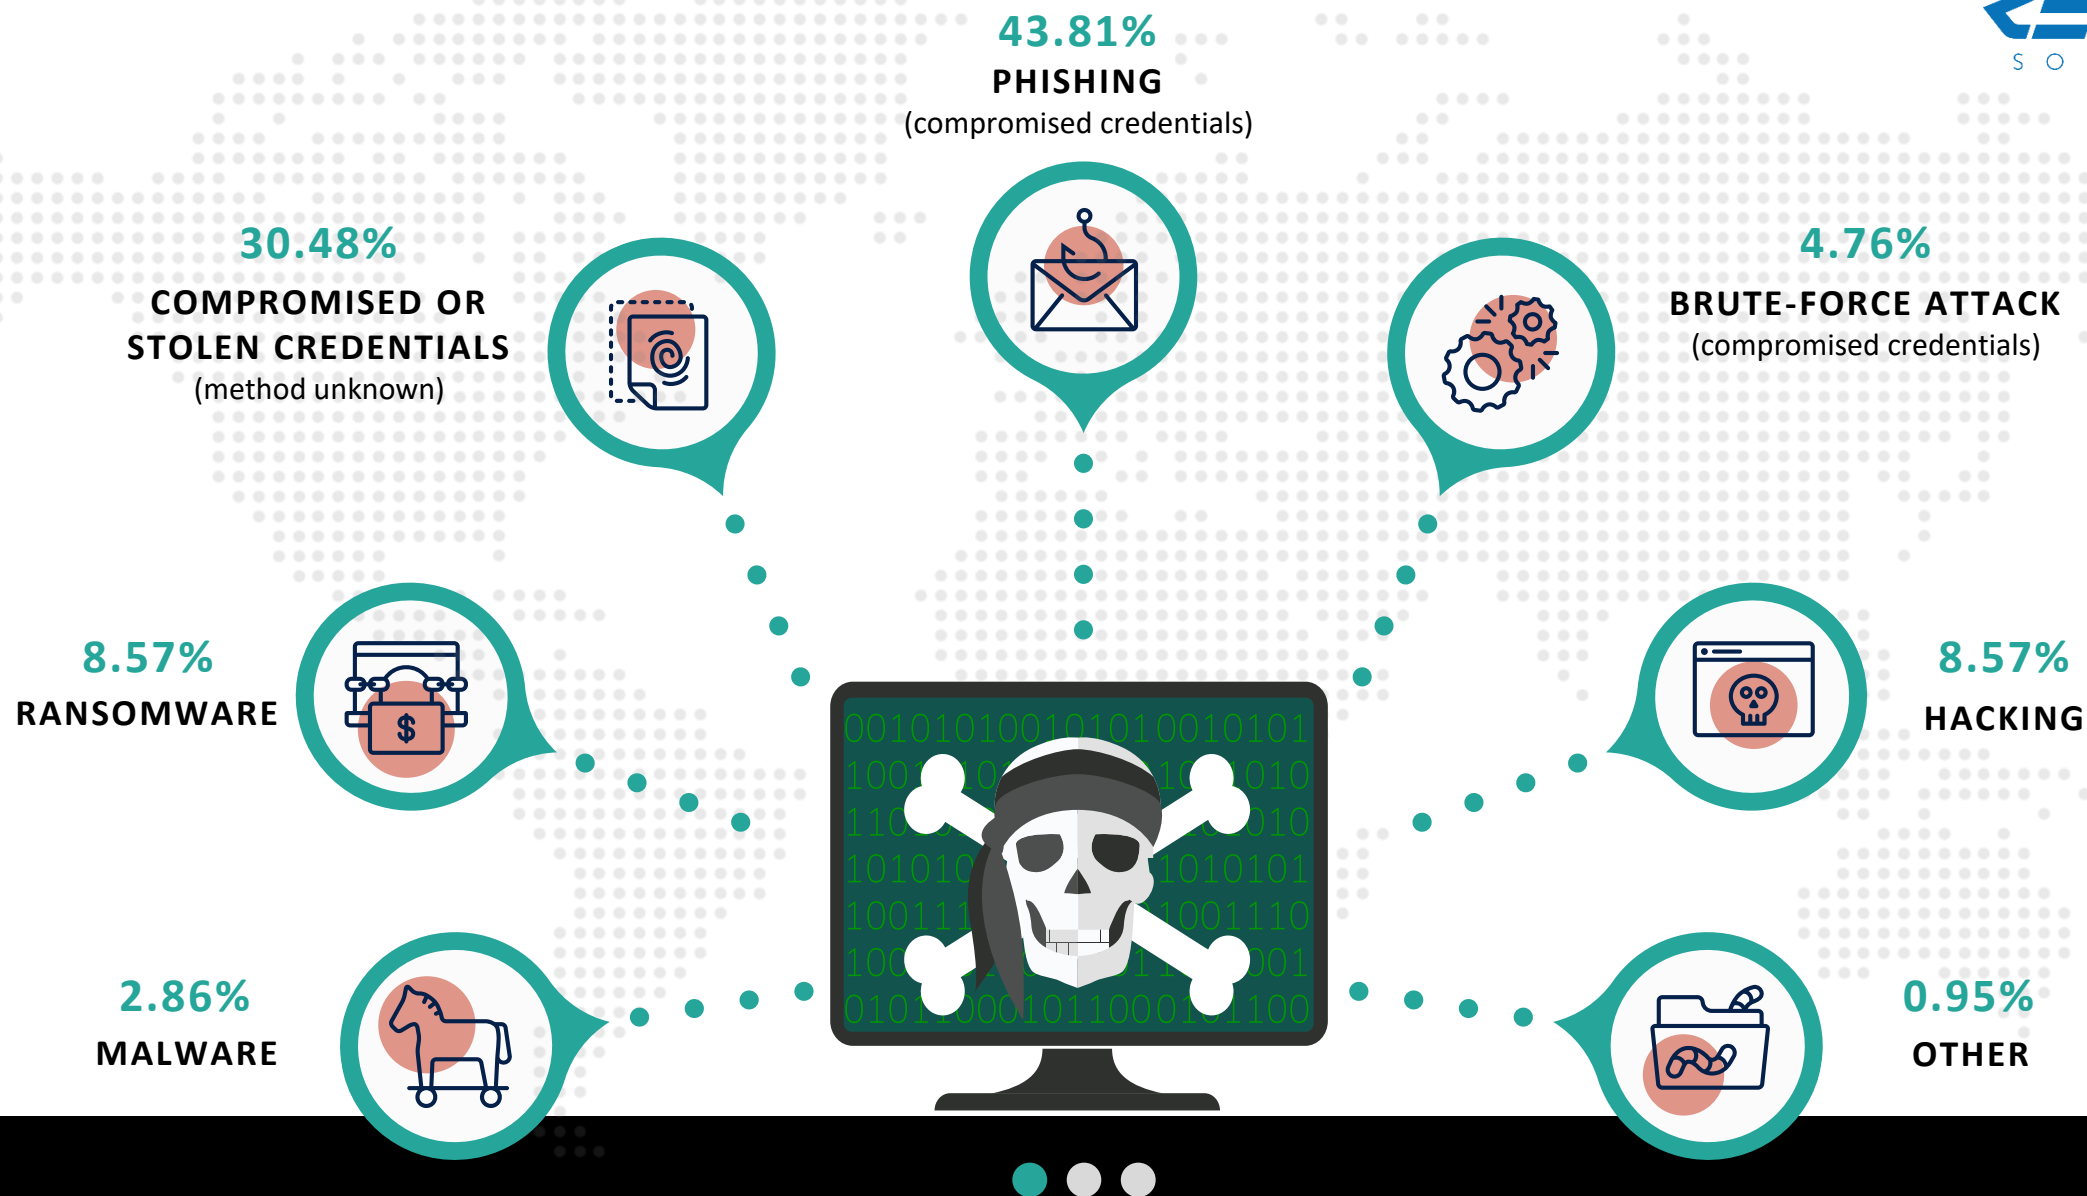 43.81%
PHISHING
(compromised credentials)
S O
30.48%
COMPROMISED OR
STOLEN CREDENTIALS
(method unknown)
4.76%
BRUTE-FORCE ATTACK
(compromised credentials)
8.57%
RANSOMWARE
8.57%
HACKING
2.86%
MALWARE
0.95%
OTHER
$